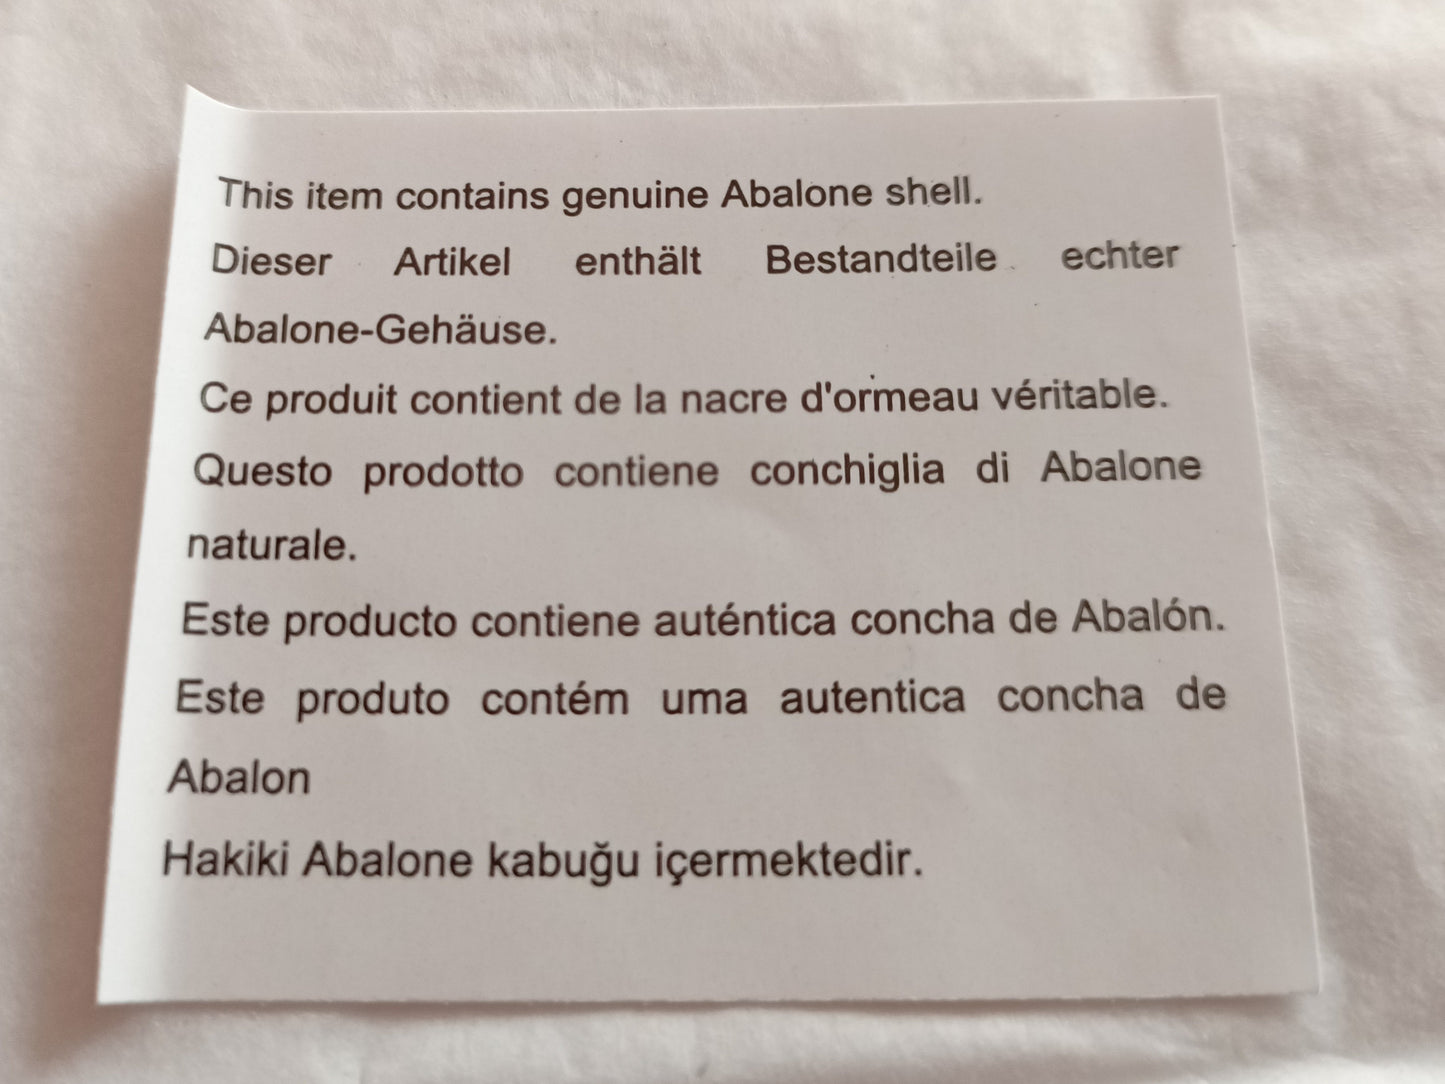 This item contains genuine Abalone shell.
Dieser Artikel enthält Bestandteile echter
Abalone-Gehäuse.
Ce produit contient de la nacre d'ormeau véritable.
Questo prodotto contiene conchiglia di Abalone
naturale.
Este producto contiene auténtica concha de Abalón.
Este produto contém uma autentica concha de
Abalon
Hakiki Abalone kabuğu içermektedir.